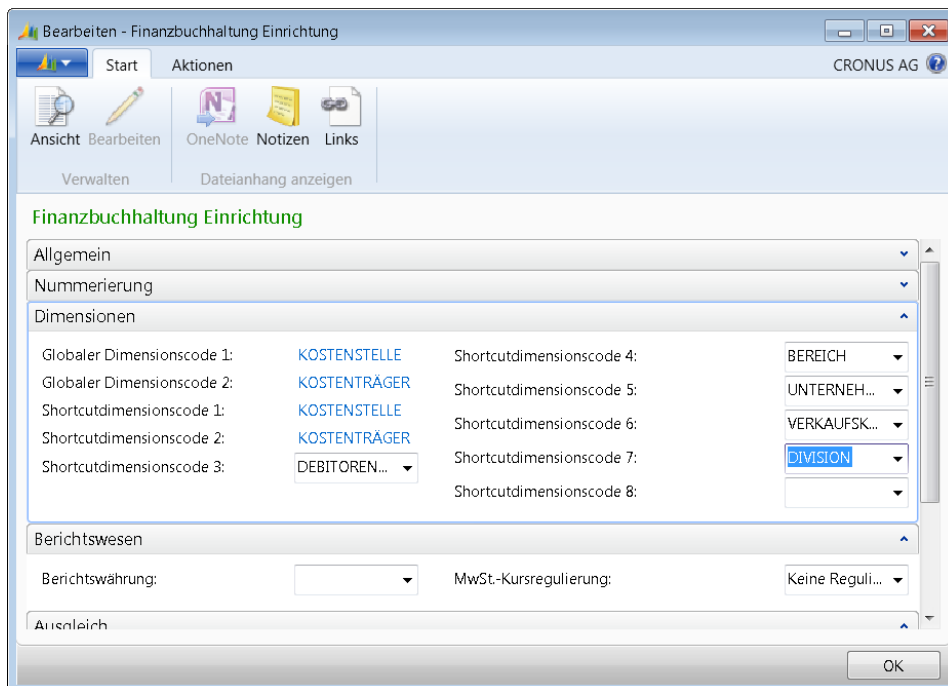 Bearbeiten - Finanzbuchhaltung Einrichtung
Start Aktionen CRONUS AG
Ansicht Bearbeiten OneNote Notizen Links
Verwalten Dateianhang anzeigen
Finanzbuchhaltung Einrichtung
Allgemein
Nummerierung
Dimensionen
Globaler Dimensionscode 1: KOSTENSTELLE
Globaler Dimensionscode 2: KOSTENTRÄGER
Shortcutdimensionscode 1: KOSTENSTELLE
Shortcutdimensionscode 2: KOSTENTRÄGER
Shortcutdimensionscode 3: DEBITOREN...
Shortcutdimensionscode 4: BEREICH
Shortcutdimensionscode 5: UNTERNEH...
Shortcutdimensionscode 6: VERKAUFSK...
Shortcutdimensionscode 7: DIVISION
Shortcutdimensionscode 8:
Berichtswesen
Berichtswährung: MwSt.-Kursregulierung: Keine Reguli...
Ausgleich
OK